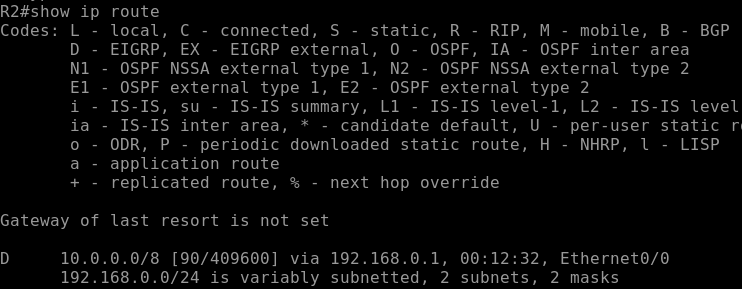 R2#show ip route
Codes: L - local, C - connected, S - static, R - RIP, M - mobile, B - BGP
       D - EIGRP, EX - EIGRP external, O - OSPF, IA - OSPF inter area
       N1 - OSPF NSSA external type 1, N2 - OSPF NSSA external type 2
       E1 - OSPF external type 1, E2 - OSPF external type 2
       i - IS-IS, su - IS-IS summary, L1 - IS-IS level-1, L2 - IS-IS level
       ia - IS-IS inter area, * - candidate default, U - per-user static
       o - ODR, P - periodic downloaded static route, H - NHRP, l - LISP
       a - application route
       + - replicated route, % - next hop override
Gateway of last resort is not set
D     10.0.0.0/8 [90/409600] via 192.168.0.1, 00:12:32, Ethernet0/0
      192.168.0.0/24 is variably subnetted, 2 subnets, 2 masks